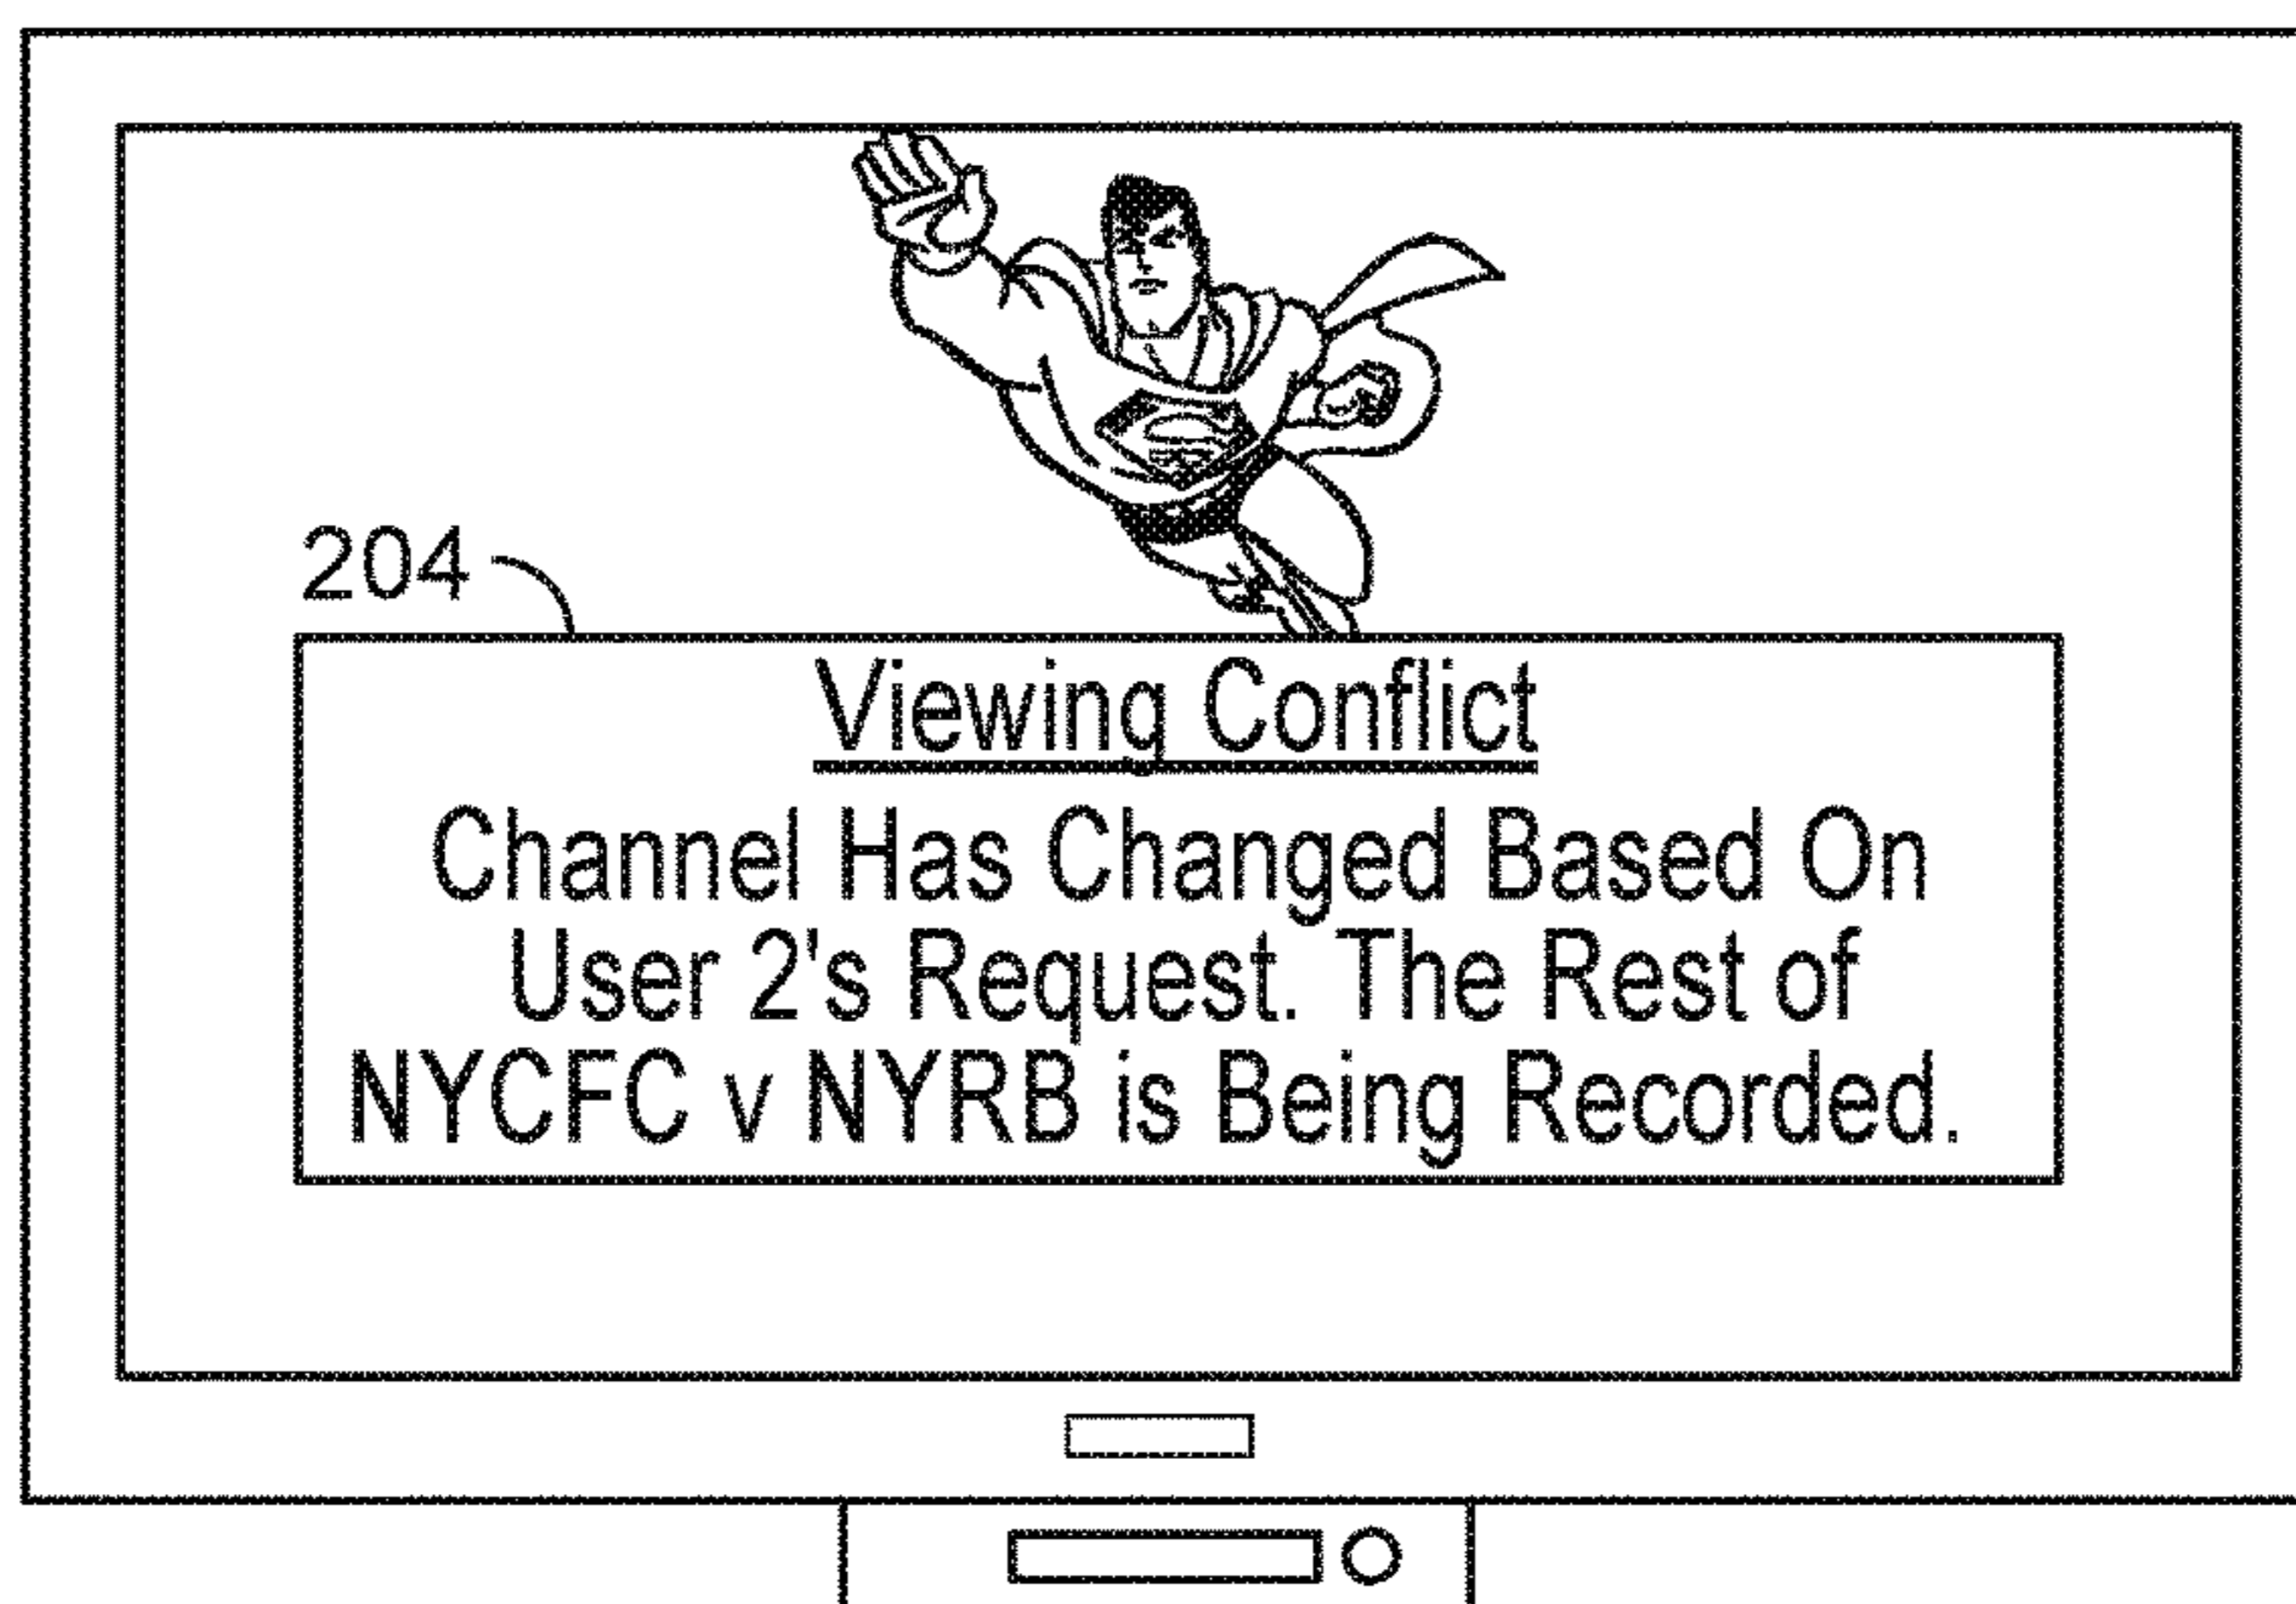 204
Viewing Conflict
Channel Has Changed Based On
User 2's Request. The Rest of
NYCFC v NYRB is Being Recorded.